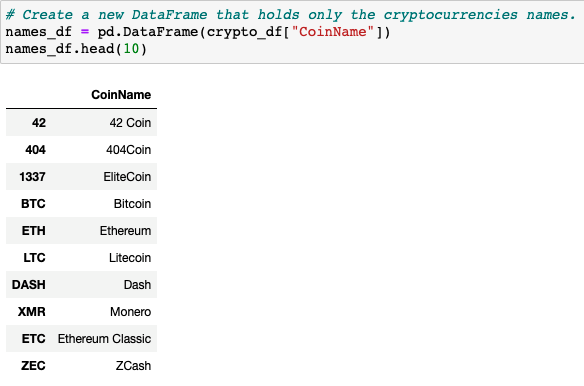 # Create a new DataFrame that holds only the cryptocurrencies names.
names_df = pd.DataFrame(crypto_df["CoinName"])
names_df.head(10)
CoinName
42 42 Coin
404 404Coin
1337 EliteCoin
BTC Bitcoin
ETH Ethereum
LTC Litecoin
DASH Dash
XMR Monero
ETC Ethereum Classic
ZEC ZCash